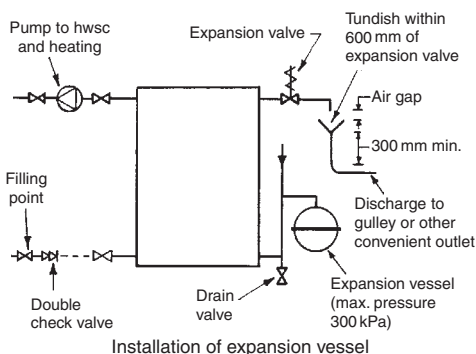 Pump to hwsc
and heating
Expansion valve
Tundish within
600 mm of
expansion valve
Air gap
300 mm min.
Filling
point
Discharge to
gulley or other
convenient outlet
Double
check valve
Drain
valve
Expansion vessel
(max. pressure
300 kPa)
Installation of expansion vessel